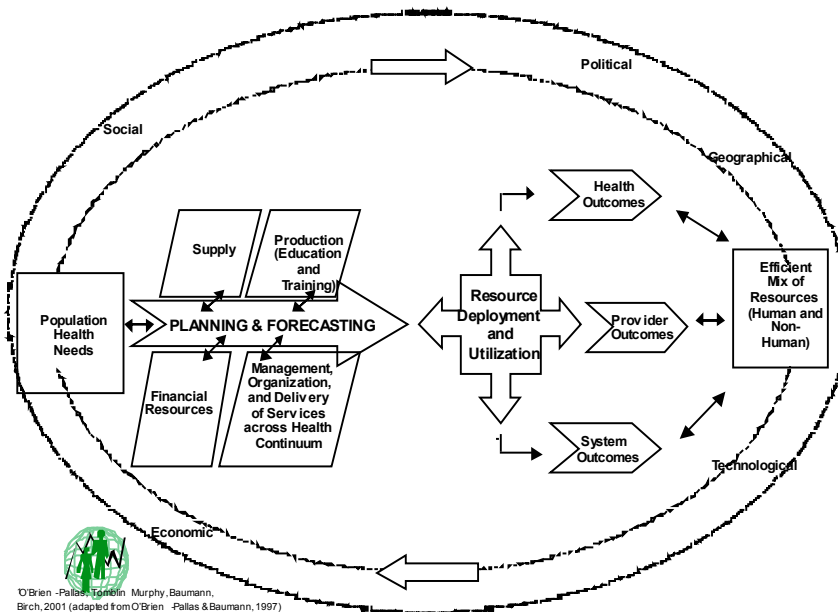 Political
Social
Geographical
Health
Outcomes
Supply
Production
(Education
and
Training)
Population
Health
Needs
PLANNING & FORECASTING
Resource
Deployment
and
Utilization
Provider
Outcomes
Efficient
Mix of
Resources
(Human and
Non-
Human)
Financial
Resources
Management,
Organization,
and Delivery
of Services
across Health
Continuum
System
Outcomes
Technological
Economic
'O'Brien -Pallas, Tomblin Murphy, Baumann,
Birch, 2001 (adapted from O'Brien -Pallas & Baumann, 1997)